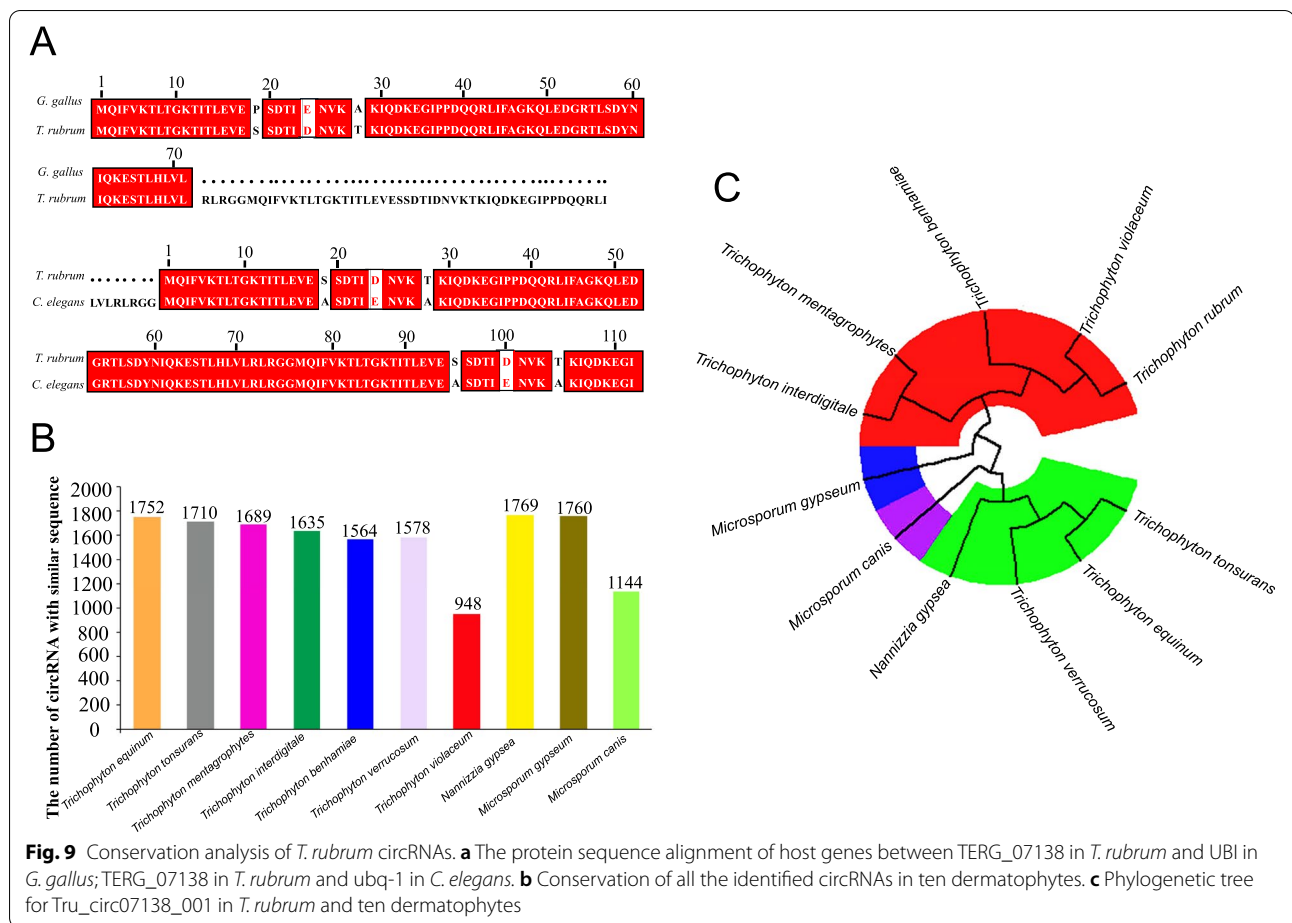 A
1 10 20 30 40 50 60
G. gallus MQIFVKTLTGKTITLEVE P SDTI E NVK A KIQDKEGIPPDQQRLIFAGKQLEDGRTLSDYN
T. rubrum MQIFVKTLTGKTITLEVE S SDTI D NVK T KIQDKEGIPPDQQRLIFAGKQLEDGRTLSDYN
70
G. gallus IQKESTLHLVL
T. rubrum IQKESTLHLVL RLRGGMQIFVKTLTGKTITLEVESSDTIDNVKTKIQDKEGIPPDQQRLI
1 10 20 30 40 50
T. rubrum ........ MQIFVKTLTGKTITLEVE S SDTI D NVK T KIQDKEGIPPDQQRLIFAGKQLED
C. elegans LVLRLRGG MQIFVKTLTGKTITLEVE A SDTI E NVK A KIQDKEGIPPDQQRLIFAGKQLED
60 70 80 90 100 110
T. rubrum GRTLSDYNIQKESTLHLVLRLRGGMQIFVKTLTGKTITLEVE S SDTI D NVK T KIQDKEGI
C. elegans GRTLSDYNIQKESTLHLVLRLRGGMQIFVKTLTGKTITLEVE A SDTI E NVK A KIQDKEGI
B
The number of circRNA with similar sequence
2000
1800
1600
1400
1200
1000
800
600
400
200
0
1752 1710 1689 1635 1564 1578 948 1769 1760 1144
Trichophyton equinum
Trichophyton tonsurans
Trichophyton mentagrophytes
Trichophyton interdigitale
Trichophyton benhamiae
Trichophyton verrucosum
Trichophyton violaceum
Nannizzia gypsea
Microsporum gypseum
Microsporum canis
C
Trichophyton benhamiae
Trichophyton violaceum
Trichophyton mentagrophytes
Trichophyton rubrum
Trichophyton interdigitale
Microsporum gypseum
Microsporum canis
Nannizzia gypsea
Trichophyton verrucosum
Trichophyton equinum
Trichophyton tonsurans
Fig. 9 Conservation analysis of T. rubrum circRNAs. a The protein sequence alignment of host genes between TERG_07138 in T. rubrum and UBI in
G. gallus; TERG_07138 in T. rubrum and ubq-1 in C. elegans. b Conservation of all the identified circRNAs in ten dermatophytes. c Phylogenetic tree
for Tru_circ07138_001 in T. rubrum and ten dermatophytes